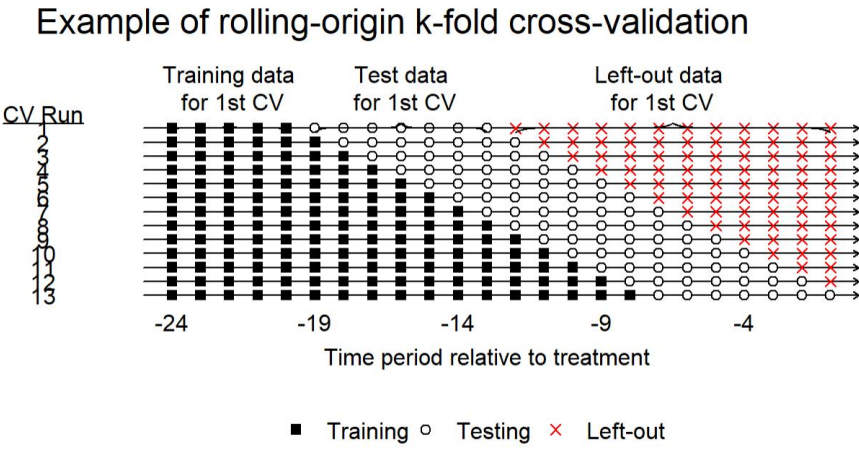 Example of rolling-origin k-fold cross-validation
Training data Test data Left-out data
for 1st CV for 1st CV for 1st CV
CV Run
1
2
3
4
5
6
7
8
9
10
11
12
13
-24 -19 -14 -9 -4
Time period relative to treatment
Training Testing Left-out